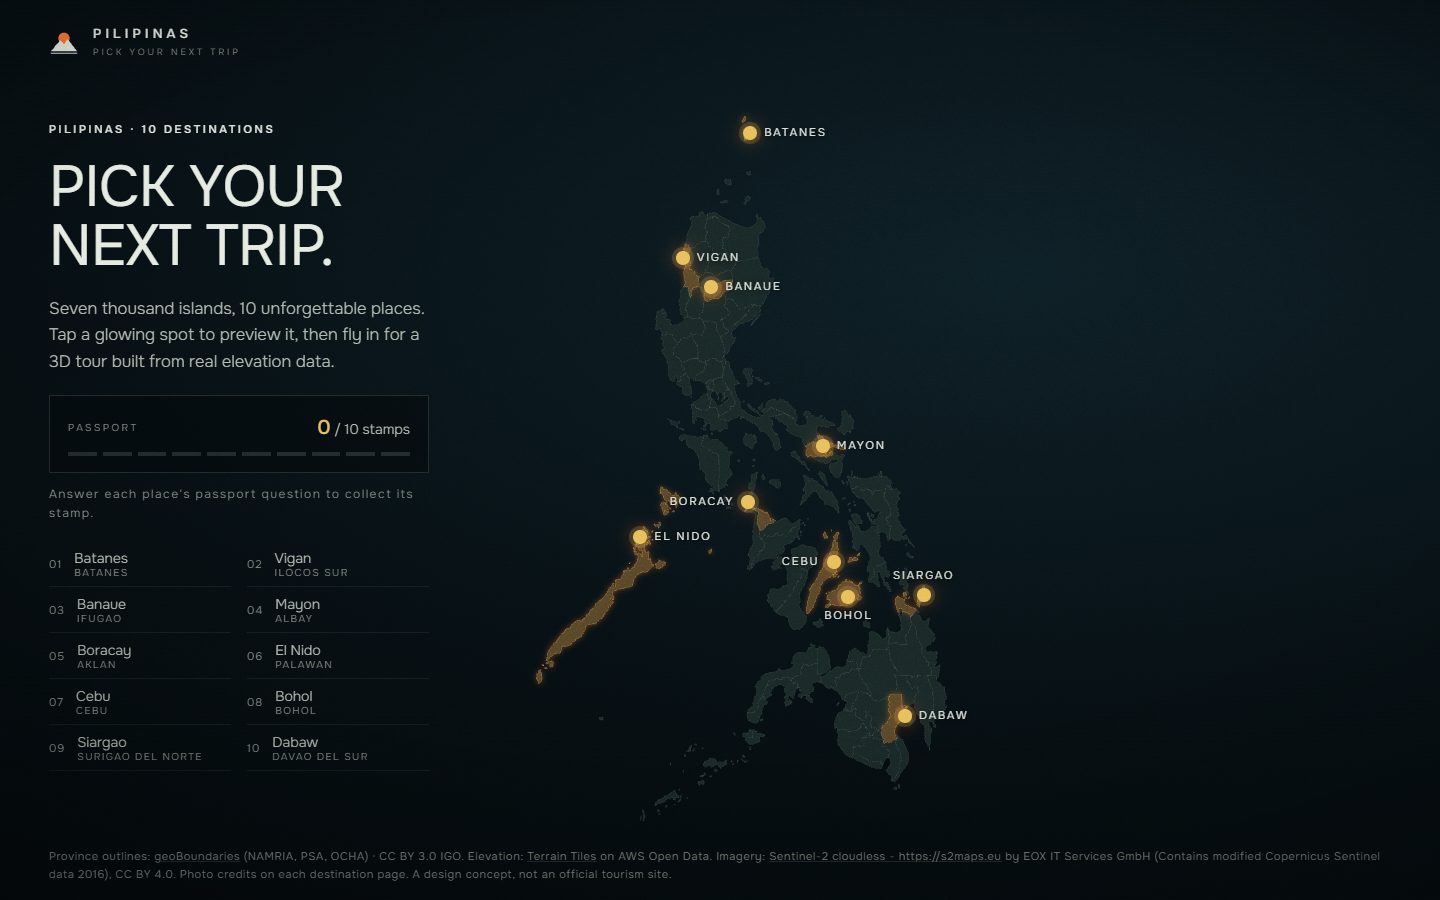 PILIPINAS
PICK YOUR NEXT TRIP
PILIPINAS · 10 DESTINATIONS
PICK YOUR
NEXT TRIP.
Seven thousand islands, 10 unforgettable places.
Tap a glowing spot to preview it, then fly in for a
3D tour built from real elevation data.
PASSPORT 0 / 10 stamps
Answer each place's passport question to collect its
stamp.
01 Batanes
BATANES
02 Vigan
ILOCOS SUR
03 Banaue
IFUGAO
04 Mayon
ALBAY
05 Boracay
AKLAN
06 El Nido
PALAWAN
07 Cebu
CEBU
08 Bohol
BOHOL
09 Siargao
SURIGAO DEL NORTE
10 Dabaw
DAVAO DEL SUR
BATANES
VIGAN
BANAUE
MAYON
BORACAY
EL NIDO
CEBU
SIARGAO
BOHOL
DABAW
Province outlines: geoBoundaries (NAMRIA, PSA, OCHA) · CC BY 3.0 IGO. Elevation: Terrain Tiles on AWS Open Data. Imagery: Sentinel-2 cloudless - https://s2maps.eu by EOX IT Services GmbH (Contains modified Copernicus Sentinel
data 2016), CC BY 4.0. Photo credits on each destination page. A design concept, not an official tourism site.